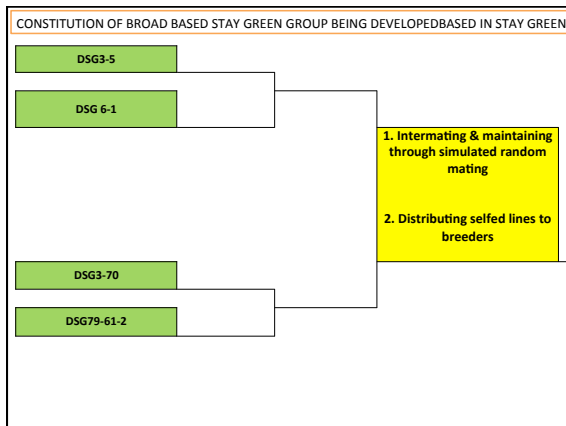 CONSTITUTION OF BROAD BASED STAY GREEN GROUP BEING DEVELOPEDBASED IN STAY GREEN
DSG3-5
DSG 6-1
1. Intermating & maintaining
through simulated random
mating
2. Distributing selfed lines to
breeders
DSG3-70
DSG79-61-2